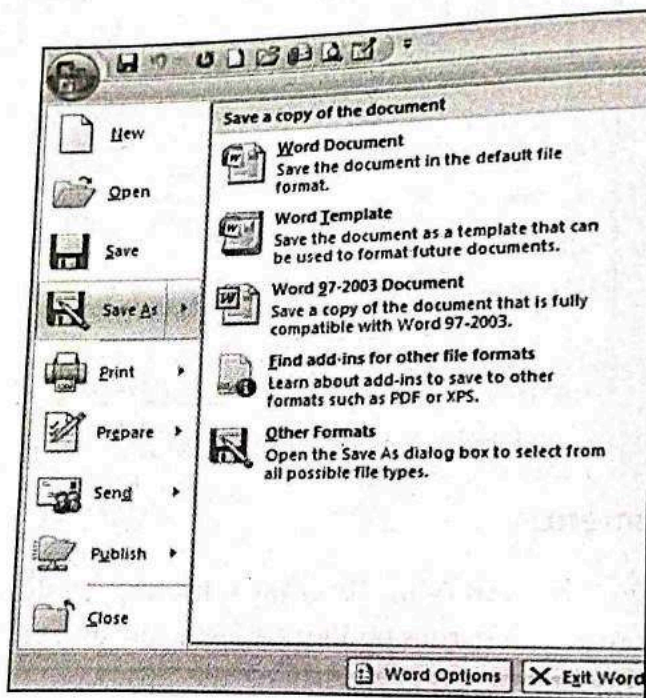 New
Open
Save
Save As
Print
Prepare
Send
Publish
Close
Save a copy of the document
Word Document
Save the document in the default file
format.
Word Template
Save the document as a template that can
be used to format future documents.
Word 97-2003 Document
Save a copy of the document that is fully
compatible with Word 97-2003.
Find add-ins for other file formats
Learn about add-ins to save to other
formats such as PDF or XPS.
Other Formats
Open the Save As dialog box to select from
all possible file types.
Word Options
Exit Word